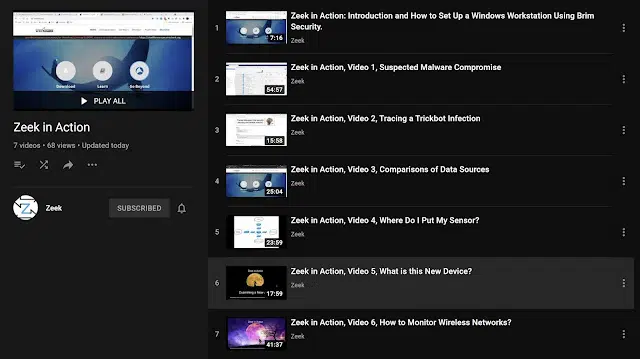 Download
Learn
Go Beyond
PLAY ALL
Zeek in Action
7 videos • 68 views • Updated today
Zeek
SUBSCRIBED
1
7:16
Zeek in Action: Introduction and How to Set Up a Windows Workstation Using Brim
Security.
Zeek
2
54:57
Zeek in Action, Video 1, Suspected Malware Compromise
Zeek
3
15:58
Zeek in Action, Video 2, Tracing a Trickbot Infection
Zeek
4
25:04
Zeek in Action, Video 3, Comparisons of Data Sources
Zeek
5
23:59
Zeek in Action, Video 4, Where Do I Put My Sensor?
Zeek
6
17:59
Zeek in Action, Video 5, What is this New Device?
Zeek
7
41:37
Zeek in Action, Video 6, How to Monitor Wireless Networks?
Zeek